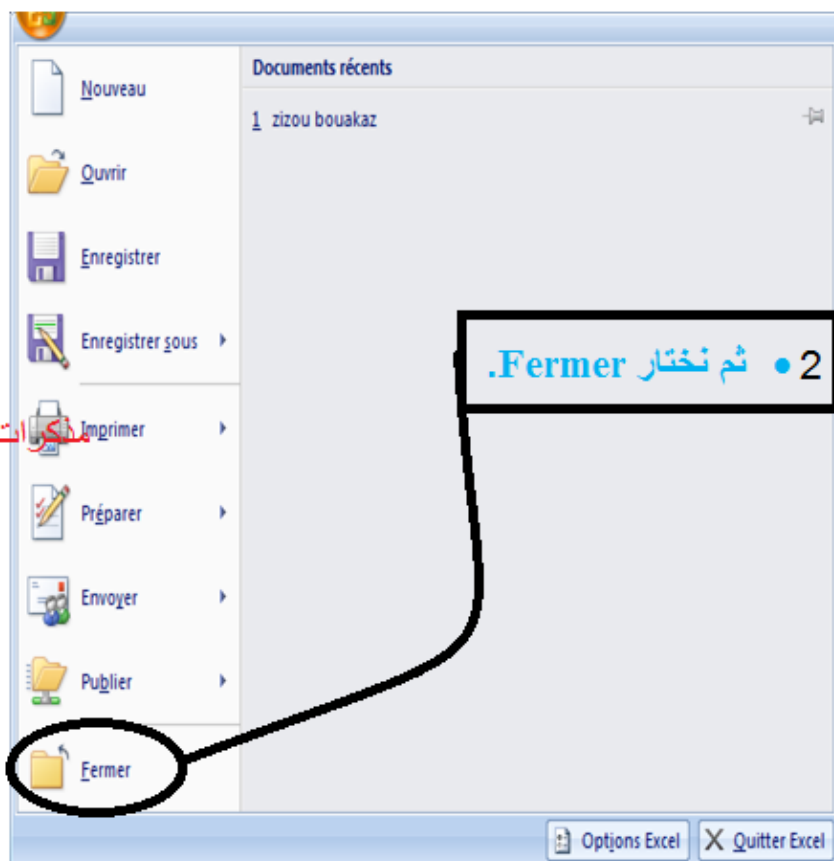 Documents récents
1 zizou bouakaz
Nouveau
Ouvrir
Enregistrer
Enregistrer sous
2 • ثم نختار Fermer.
مذكرات
Imprimer
Préparer
Envoyer
Publier
Fermer
Options Excel
Quitter Excel